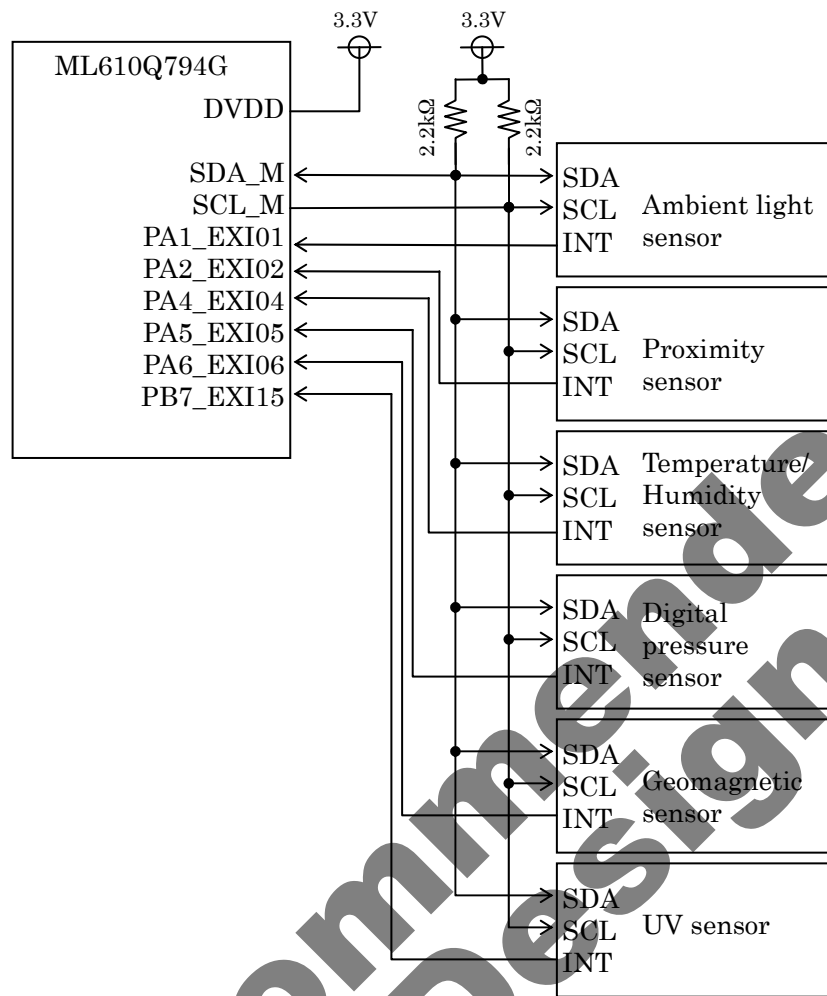 3.3V
3.3V
ML610Q794G
DVDD
2.2kΩ
2.2kΩ
SDA_M
SCL_M
PA1_EXI01
PA2_EXI02
PA4_EXI04
PA5_EXI05
PA6_EXI06
PB7_EXI15
SDA
SCL
INT
Ambient light
sensor
SDA
SCL
INT
Proximity
sensor
SDA
SCL
INT
Temperature/
Humidity
sensor
SDA
SCL
INT
Digital
pressure
sensor
SDA
SCL
INT
Geomagnetic
sensor
SDA
SCL
INT
UV sensor
ommende
Design